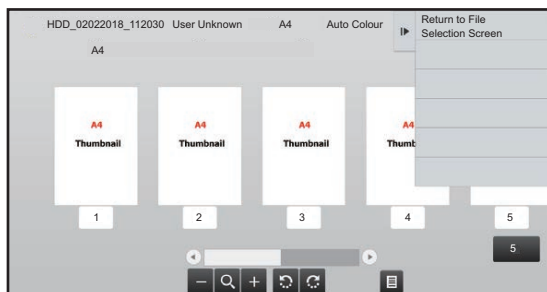 HDD_02022018_112030 User Unknown A4 Auto Colour
Return to File
Selection Screen
A4
A4
Thumbnail
A4
Thumbnail
A4
Thumbnail
A4
Thumb
1
2
3
4
5
5